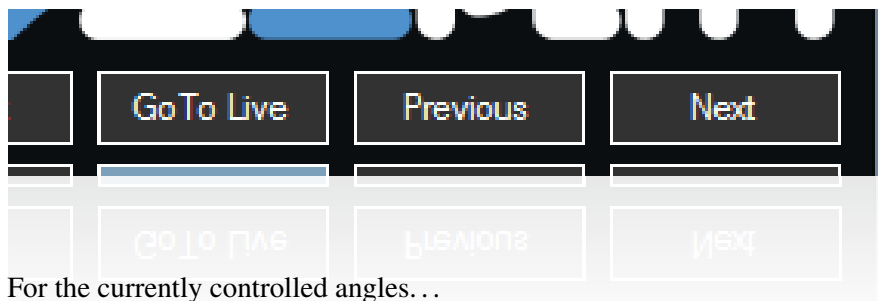 GoTo Live Previous Next
For the currently controlled angles...